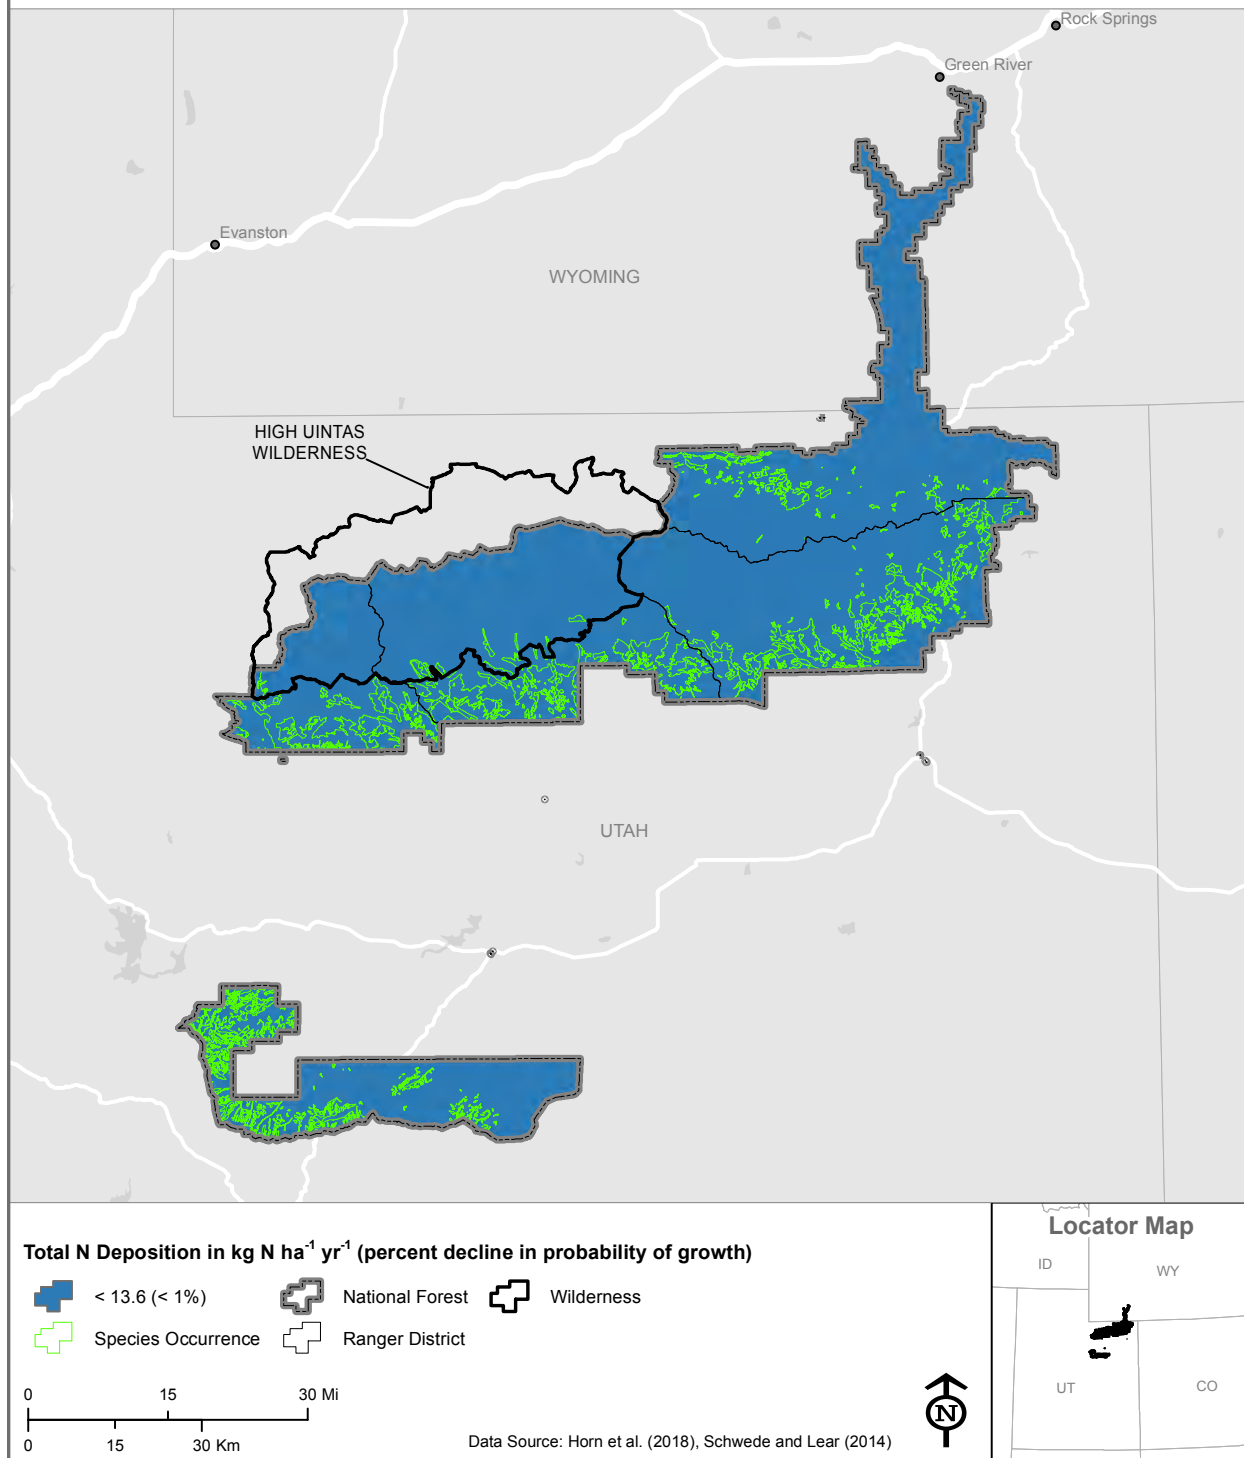 Rock Springs
Green River
Evanston
WYOMING
HIGH UINTAS
WILDERNESS
UTAH
Total N Deposition in kg N ha⁻¹ yr⁻¹ (percent decline in probability of growth)
< 13.6 (< 1%)
National Forest
Wilderness
Species Occurrence
Ranger District
0 15 30 Mi
0 15 30 Km
Data Source: Horn et al. (2018), Schwede and Lear (2014)
N
Locator Map
ID
WY
UT
CO